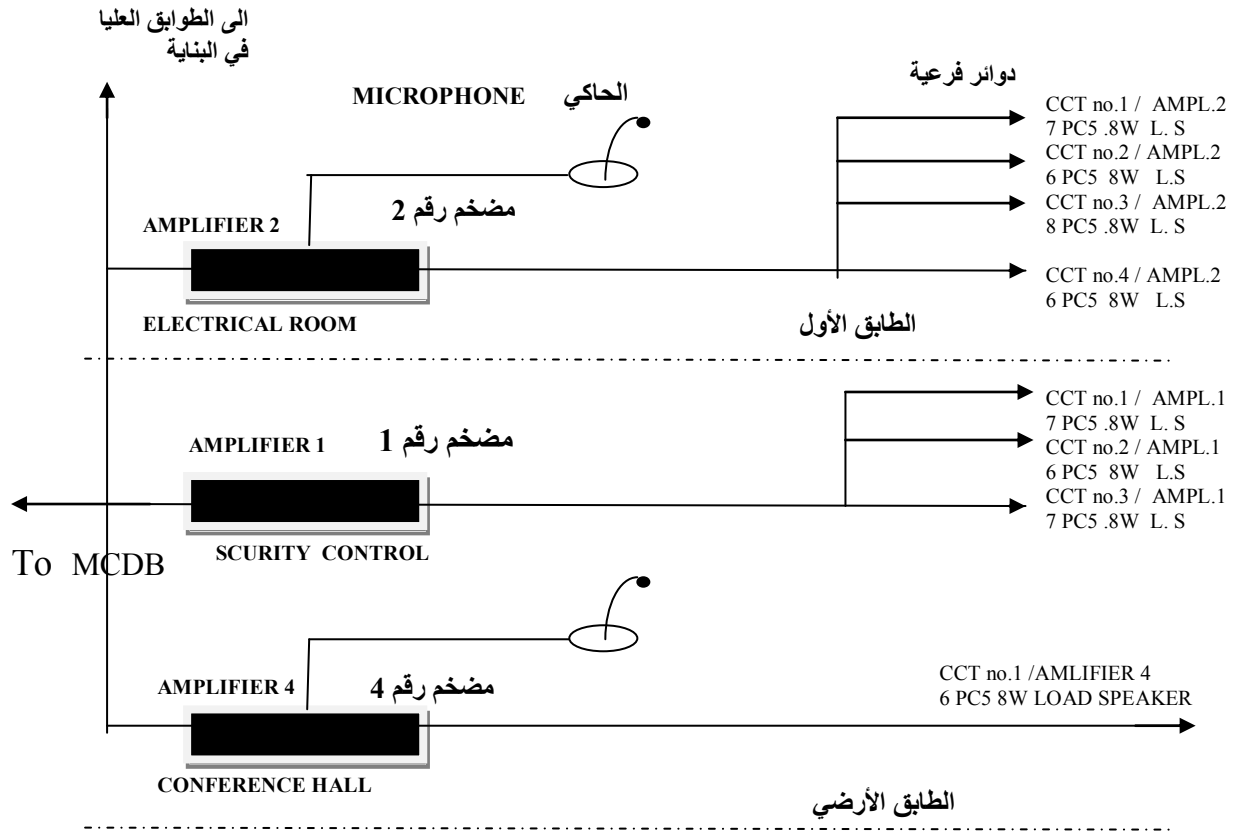 الى الطوابق العليا
في البناية
دوائر فرعية
MICROPHONE الحاكي
CCT no.1 / AMPL.2
7 PC5 .8W L. S
CCT no.2 / AMPL.2
6 PC5 8W L.S
CCT no.3 / AMPL.2
8 PC5 .8W L. S
مضخم رقم 2
AMPLIFIER 2
CCT no.4 / AMPL.2
6 PC5 8W L.S
ELECTRICAL ROOM
الطابق الأول
CCT no.1 / AMPL.1
7 PC5 .8W L. S
CCT no.2 / AMPL.1
6 PC5 8W L.S
CCT no.3 / AMPL.1
7 PC5 .8W L. S
AMPLIFIER 1
مضخم رقم 1
SCURITY CONTROL
To MCDB
AMPLIFIER 4
مضخم رقم 4
CCT no.1 /AMLIFIER 4
6 PC5 8W LOAD SPEAKER
CONFERENCE HALL
الطابق الأرضي